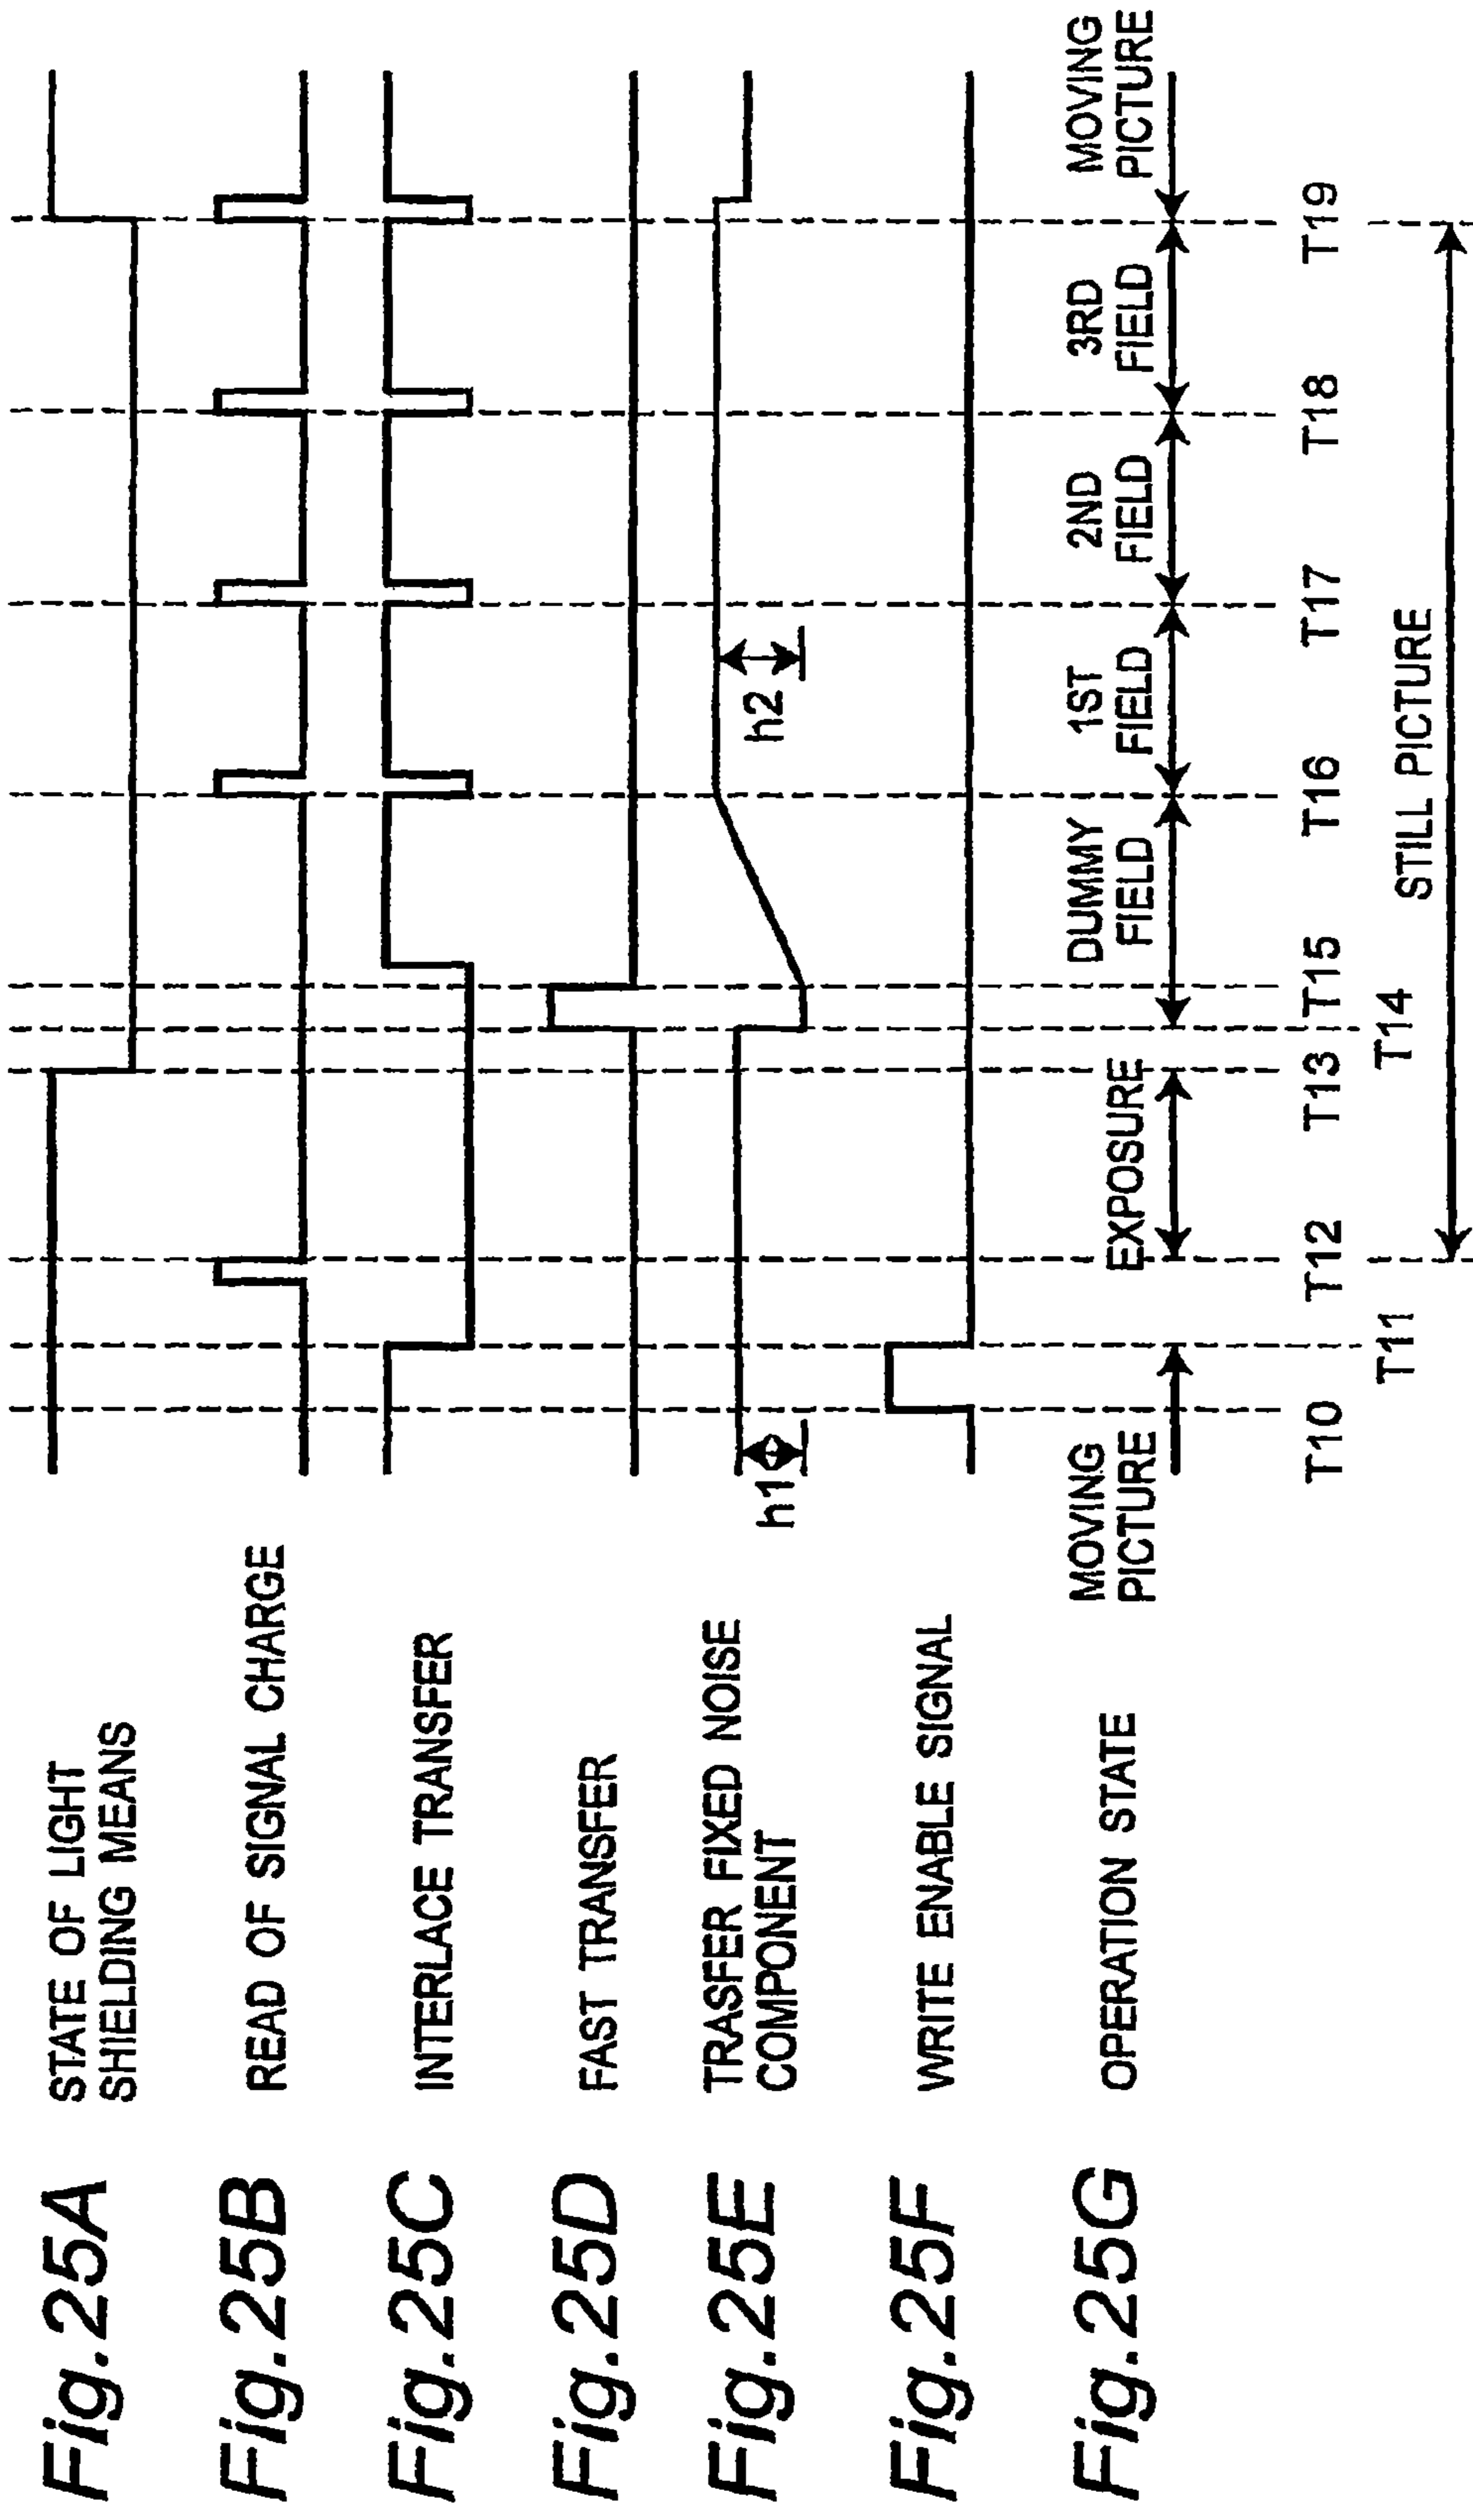 Fig.25A
STATE OF LIGHT
SHIELDING MEANS
Fig.25B
READ OF SIGNAL CHARGE
Fig.25C
INTERLACE TRANSFER
Fig.25D
FAST TRANSFER
Fig.25E
TRASFER FIXED NOISE
COMPONENT
h1
h2
Fig.25F
WRITE ENABLE SIGNAL
Fig.25G
OPERATION STATE
MOVING
PICTURE
EXPOSURE
DUMMY
FIELD
1ST
FIELD
2ND
FIELD
3RD
FIELD
MOVING
PICTURE
T10
T11
T12
T13
T14
T15
T16
T17
T18
T19
STILL PICTURE